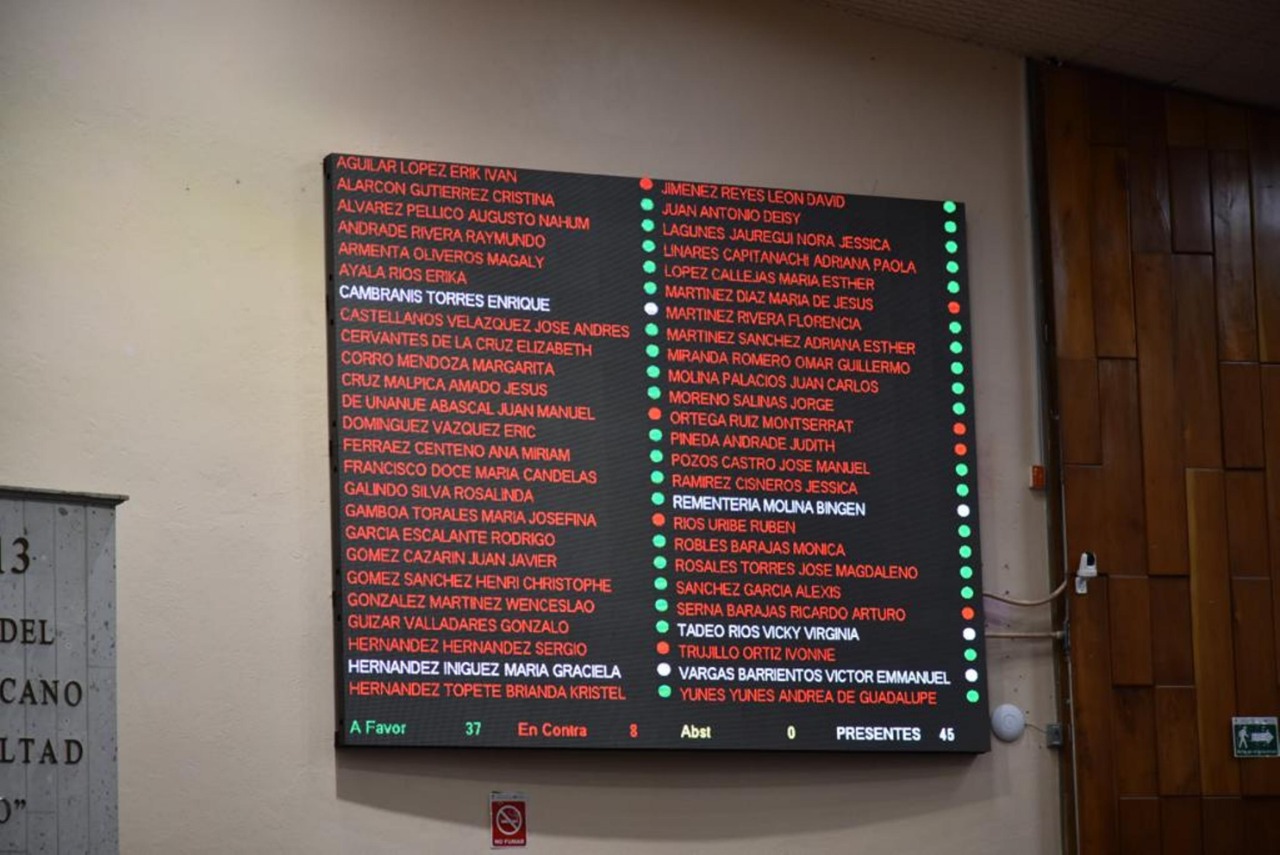 AGUILAR LOPEZ ERIK IVAN
ALARCON GUTIERREZ CRISTINA
ALVAREZ PELLICO AUGUSTO NAHUM
ANDRADE RIVERA RAYMUNDO
ARMENTA OLIVEROS MAGALY
AYALA RIOS ERIKA
CAMBRANIS TORRES ENRIQUE
CASTELLANOS VELAZQUEZ JOSE ANDRES
CERVANTES DE LA CRUZ ELIZABETH
CORRO MENDOZA MARGARITA
CRUZ MALPICA AMADO JESUS
DE UNANUE ABASCAL JUAN MANUEL
DOMINGUEZ VAZQUEZ ERIC
FERRAEZ CENTENO ANA MIRIAM
FRANCISCO DOCE MARIA CANDELAS
GALINDO SILVA ROSALINDA
GAMBOA TORALES MARIA JOSEFINA
GARCIA ESCALANTE RODRIGO
GOMEZ CAZARIN JUAN JAVIER
GOMEZ SANCHEZ HENRI CHRISTOPHE
GONZALEZ MARTINEZ WENCESLAO
GUIZAR VALLADARES GONZALO
HERNANDEZ HERNANDEZ SERGIO
HERNANDEZ INIGUEZ MARIA GRACIELA
HERNANDEZ TOPETE BRIANDA KRISTEL
JIMENEZ REYES LEON DAVID
JUAN ANTONIO DEISY
LAGUNES JAUREGUI NORA JESSICA
LINARES CAPITANACHI ADRIANA PAOLA
LOPEZ CALLEJAS MARIA ESTHER
MARTINEZ DIAZ MARIA DE JESUS
MARTINEZ RIVERA FLORENCIA
MARTINEZ SANCHEZ ADRIANA ESTHER
MIRANDA ROMERO OMAR GUILLERMO
MOLINA PALACIOS JUAN CARLOS
MORENO SALINAS JORGE
ORTEGA RUIZ MONTSERRAT
PINEDA ANDRADE JUDITH
POZOS CASTRO JOSE MANUEL
RAMIREZ CISNEROS JESSICA
REMENTERIA MOLINA BINGEN
RIOS URIBE RUBEN
ROBLES BARAJAS MONICA
ROSALES TORRES JOSE MAGDALENO
SANCHEZ GARCIA ALEXIS
SERNA BARAJAS RICARDO ARTURO
TADEO RIOS VICKY VIRGINIA
TRUJILLO ORTIZ IVONNE
VARGAS BARRIENTOS VICTOR EMMANUEL
YUNES YUNES ANDREA DE GUADALUPE
A Favor 37 En Contra 8 Abst 0 PRESENTES 45
13
DEL
CANO
LTAD
O”
NO FUMAR